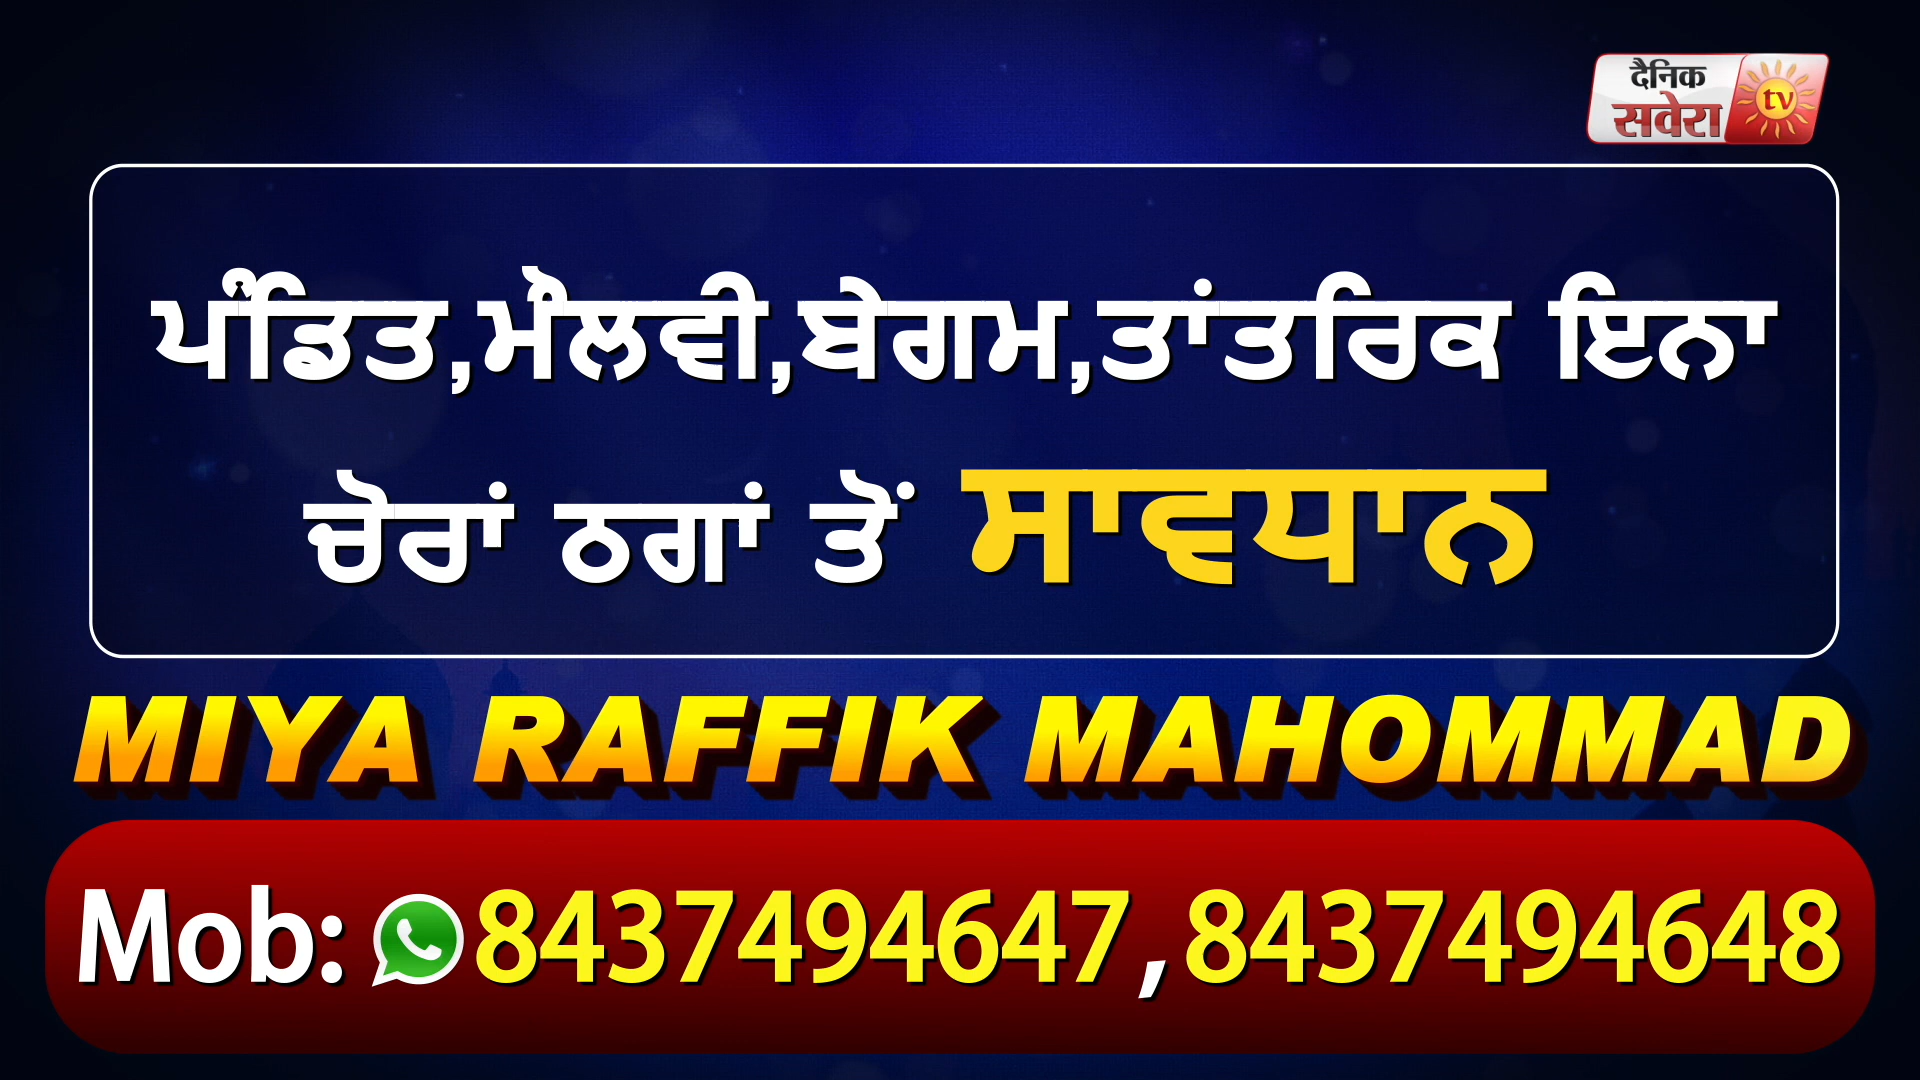 दैनिक
सवेरा
tv
ਪੰਡਿਤ,ਮੌਲਵੀ,ਬੇਗਮ,ਤਾਂਤਰਿਕ ਇਨਾ
ਚੋਰਾਂ ਠਗਾਂ ਤੋਂ ਸਾਵਧਾਨ
MIYA RAFFIK MAHOMMAD
Mob: 8437494647,8437494648